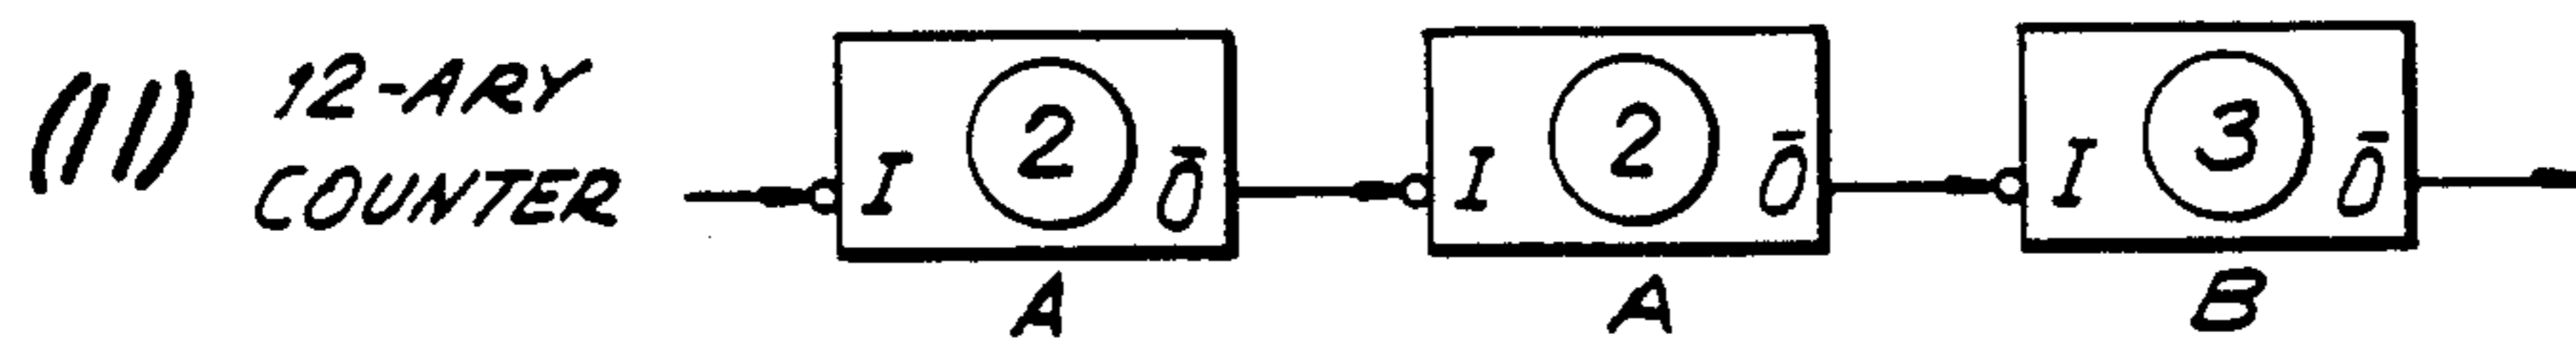 (11) 12-ARY
COUNTER
I 2 Ō
A
I 2 Ō
A
I 3 Ō
B